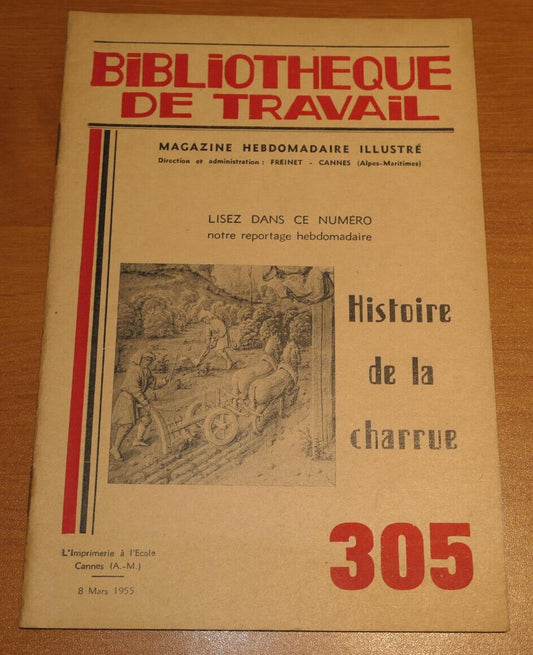 BiBLiOTHEQUE
DE TRAVAiL
MAGAZINE HEBDOMADAIRE ILLUSTRÉ
Direction et administration : FREINET - CANNES (Alpes-Maritimes)
LISEZ DANS CE NUMÉRO
notre reportage hebdomadaire
Histoire
de la
charrue
L'Imprimerie à l'Ecole
Cannes (A.-M.)
8 Mars 1955
305